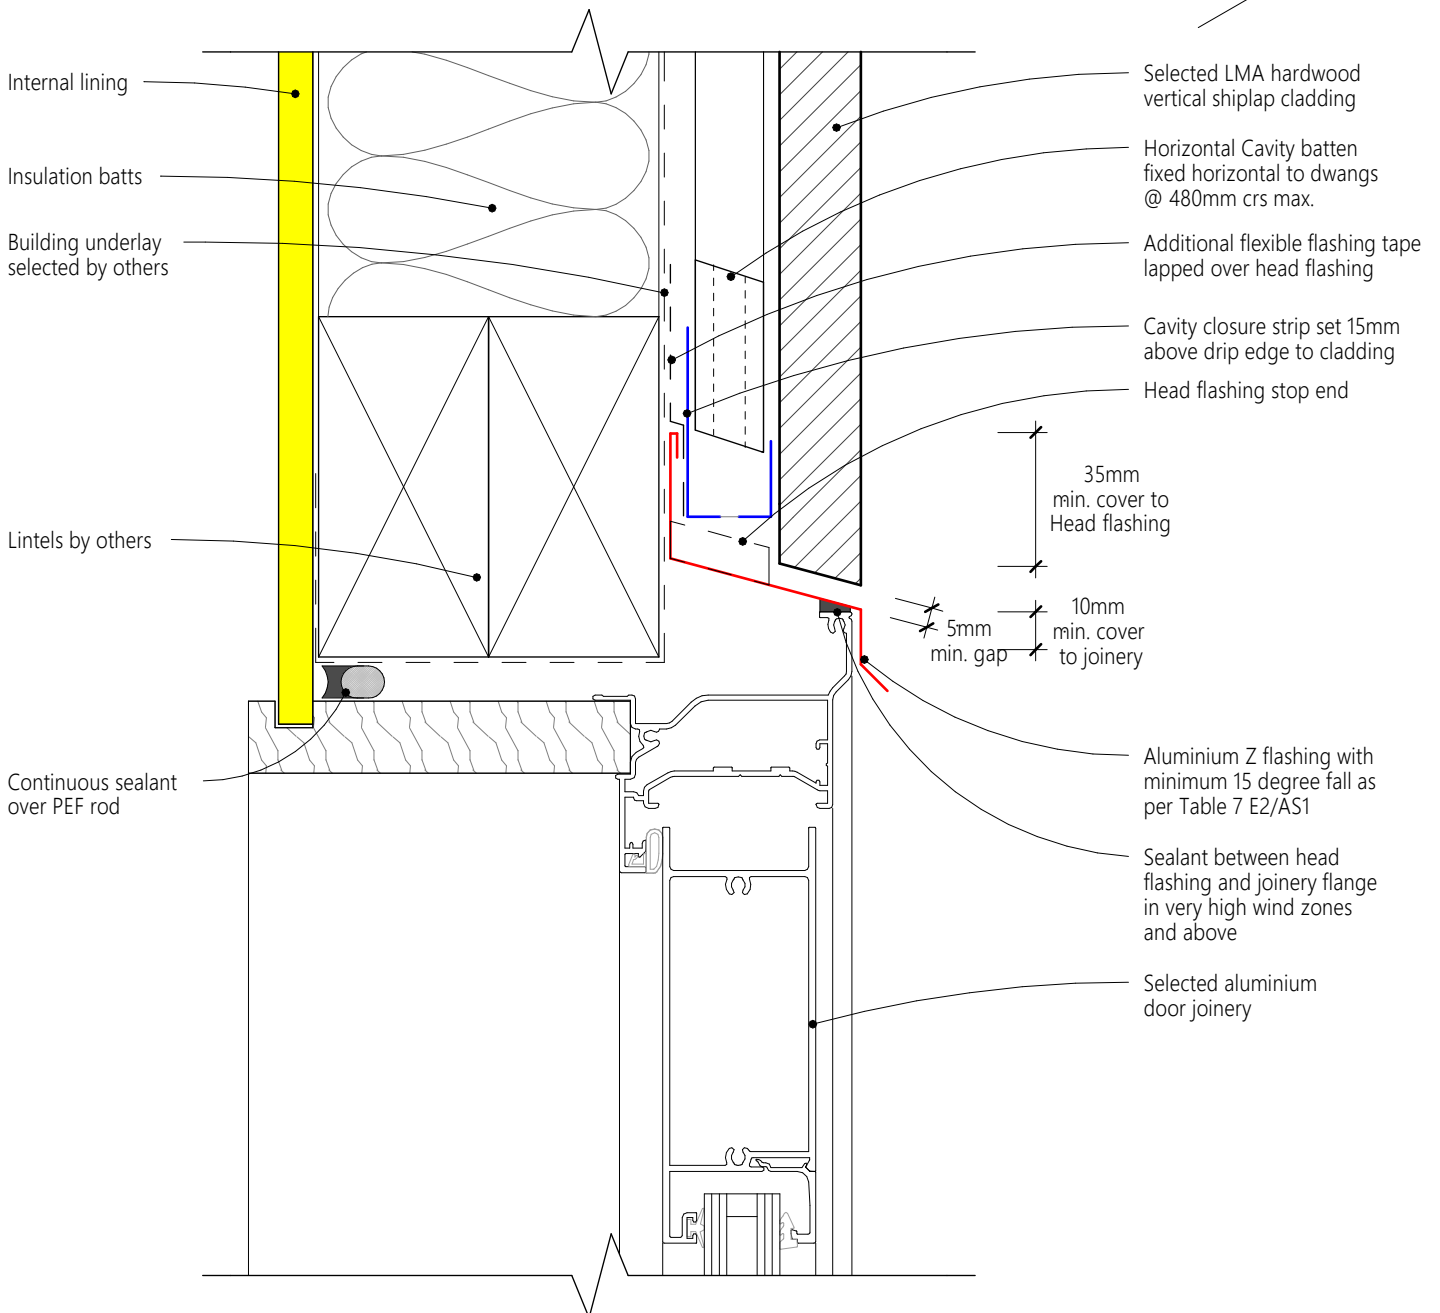 Internal lining
Insulation batts
Building underlay
selected by others
Lintels by others
Continuous sealant
over PEF rod
Selected LMA hardwood
vertical shiplap cladding
Horizontal Cavity batten
fixed horizontal to dwangs
@ 480mm crs max.
Additional flexible flashing tape
lapped over head flashing
Cavity closure strip set 15mm
above drip edge to cladding
Head flashing stop end
35mm
min. cover to
Head flashing
10mm
min. cover
to joinery
5mm
min. gap
Aluminium Z flashing with
minimum 15 degree fall as
per Table 7 E2/AS1
Sealant between head
flashing and joinery flange
in very high wind zones
and above
Selected aluminium
door joinery